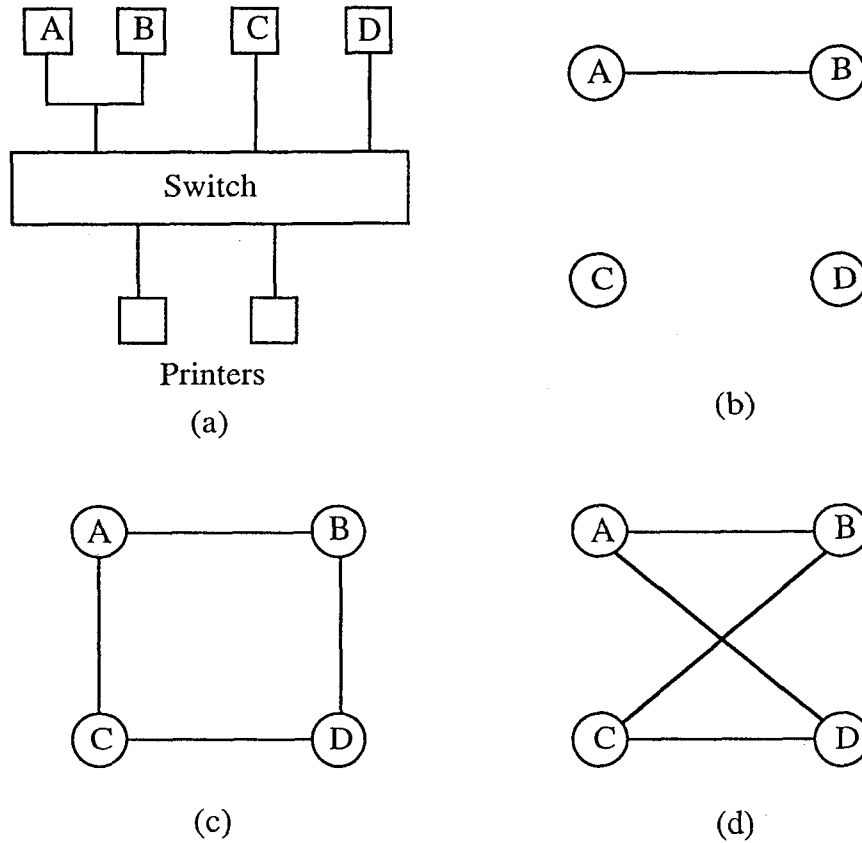 A B C D
Switch
Printers
(a)
A B
C D
(b)
A B
C D
(c)
A B
C D
(d)